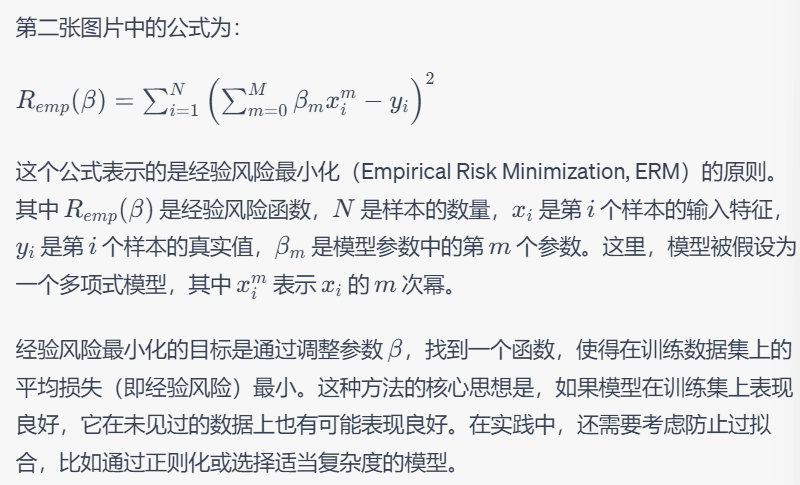 第二张图片中的公式为：
$R_{emp}(\beta) = \sum_{i=1}^{N} \left( \sum_{m=0}^{M} \beta_m x_i^m - y_i \right)^2$
这个公式表示的是经验风险最小化（Empirical Risk Minimization, ERM）的原则。
其中 $R_{emp}(\beta)$ 是经验风险函数，$N$ 是样本的数量，$x_i$ 是第 $i$ 个样本的输入特征，
$y_i$ 是第 $i$ 个样本的真实值，$\beta_m$ 是模型参数中的第 $m$ 个参数。这里，模型被假设为
一个多项式模型，其中 $x_i^m$ 表示 $x_i$ 的 $m$ 次幂。
经验风险最小化的目标是通过调整参数 $\beta$，找到一个函数，使得在训练数据集上的
平均损失（即经验风险）最小。这种方法的核心思想是，如果模型在训练集上表现
良好，它在未见过的数据上也有可能表现良好。在实践中，还需要考虑防止过拟
合，比如通过正则化或选择适当复杂度的模型。